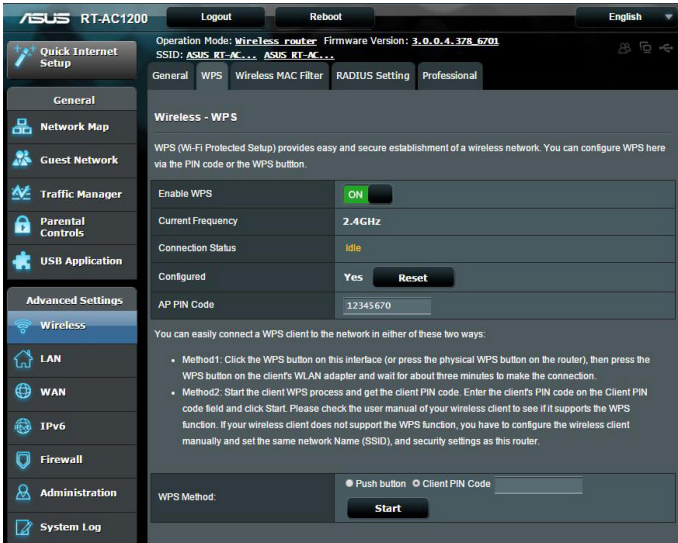 ASUS RT-AC1200 Logout Reboot English
Quick Internet Setup
Operation Mode: Wireless router Firmware Version: 3.0.0.4.378_6701
SSID: ASUS RT-AC... ASUS RT-AC...
General WPS Wireless MAC Filter RADIUS Setting Professional
General
Network Map
Guest Network
Traffic Manager
Parental Controls
USB Application
Advanced Settings
Wireless
LAN
WAN
IPv6
Firewall
Administration
System Log
Wireless - WPS
WPS (Wi-Fi Protected Setup) provides easy and secure establishment of a wireless network. You can configure WPS here
via the PIN code or the WPS buttton.
Enable WPS ON
Current Frequency 2.4GHz
Connection Status Idle
Configured Yes Reset
AP PIN Code 12345670
You can easily connect a WPS client to the network in either of these two ways:
• Method1: Click the WPS button on this interface (or press the physical WPS button on the router), then press the
WPS button on the client's WLAN adapter and wait for about three minutes to make the connection.
• Method2: Start the client WPS process and get the client PIN code. Enter the client's PIN code on the Client PIN
code field and click Start. Please check the user manual of your wireless client to see if it supports the WPS
function. If your wireless client does not support the WPS function, you have to configure the wireless client
manually and set the same network Name (SSID), and security settings as this router.
WPS Method: Push button Client PIN Code
Start